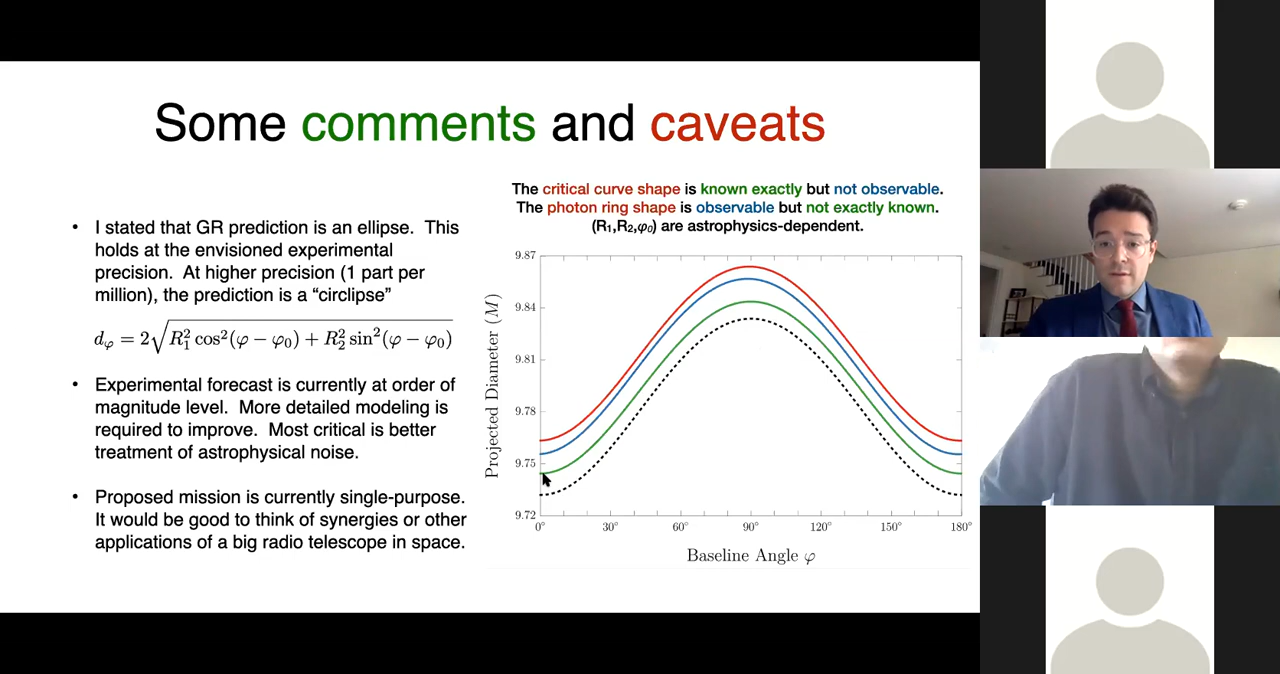 Some comments and caveats
• I stated that GR prediction is an ellipse. This
holds at the envisioned experimental
precision. At higher precision (1 part per
million), the prediction is a “circlipse”
d_φ = 2√(R₁² cos²(φ − φ₀) + R₂² sin²(φ − φ₀))
• Experimental forecast is currently at order of
magnitude level. More detailed modeling is
required to improve. Most critical is better
treatment of astrophysical noise.
• Proposed mission is currently single-purpose.
It would be good to think of synergies or other
applications of a big radio telescope in space.
The critical curve shape is known exactly but not observable.
The photon ring shape is observable but not exactly known.
(R₁,R₂,φ₀) are astrophysics-dependent.
Projected Diameter (M)
9.87
9.84
9.81
9.78
9.75
9.72
0° 30° 60° 90° 120° 150° 180°
Baseline Angle φ